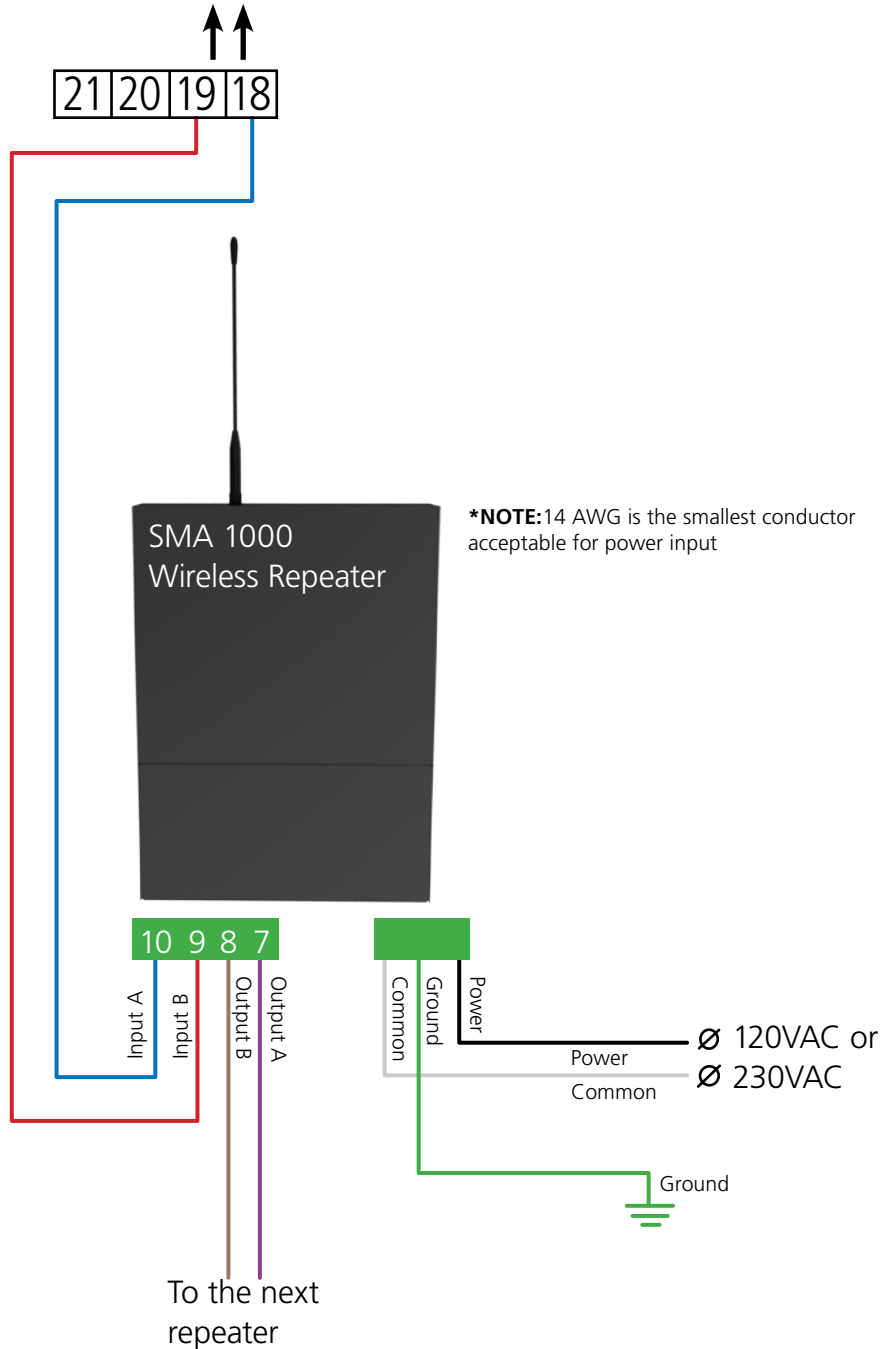 21 20 19 18
SMA 1000
Wireless Repeater
*NOTE:14 AWG is the smallest conductor
acceptable for power input
10 9 8 7
Input A
Input B
Output B
Output A
Common
Ground
Power
Power
Common
Ø 120VAC or
Ø 230VAC
Ground
To the next
repeater